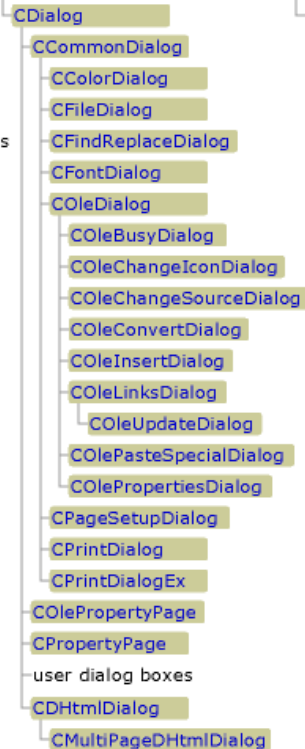 CDialog
CCommonDialog
CColorDialog
CFileDialog
s
CFindReplaceDialog
CFontDialog
COleDialog
COleBusyDialog
COleChangeIconDialog
COleChangeSourceDialog
COleConvertDialog
COleInsertDialog
COleLinksDialog
COleUpdateDialog
COlePasteSpecialDialog
COlePropertiesDialog
CPageSetupDialog
CPrintDialog
CPrintDialogEx
COlePropertyPage
CPropertyPage
user dialog boxes
CDHtmlDialog
CMultiPageDHtmlDialog